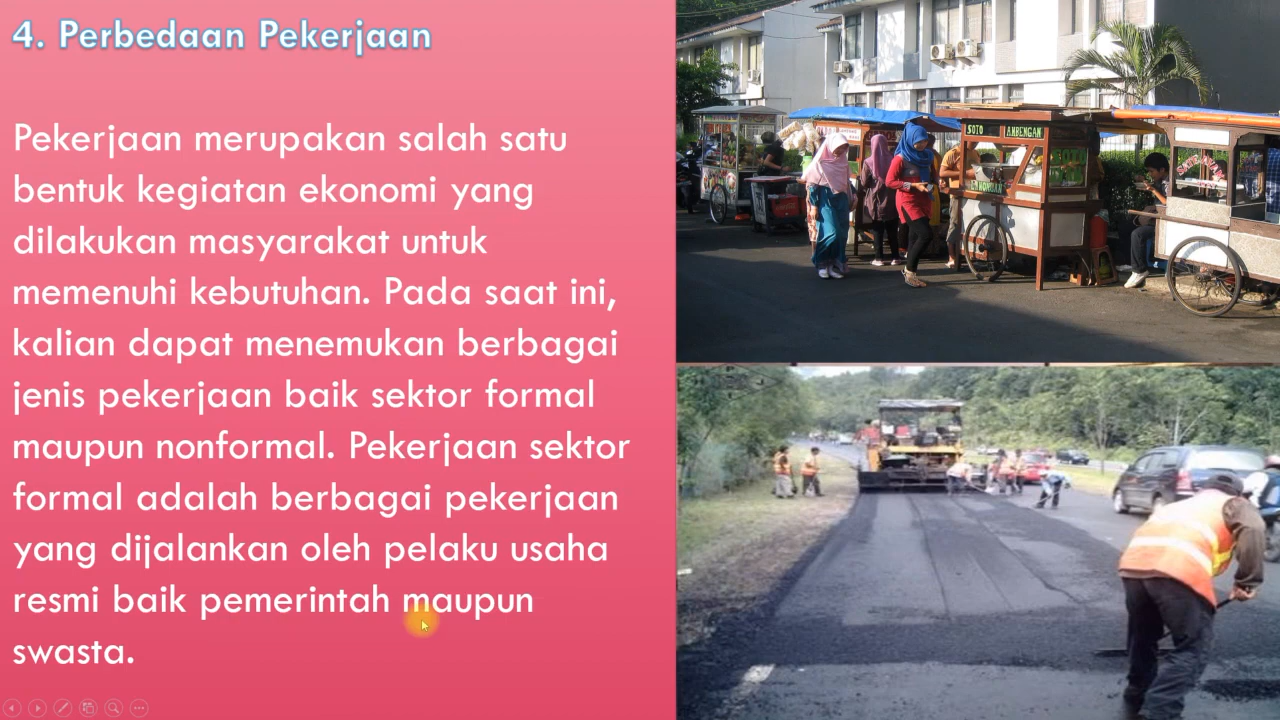 4. Perbedaan Pekerjaan
Pekerjaan merupakan salah satu
bentuk kegiatan ekonomi yang
dilakukan masyarakat untuk
memenuhi kebutuhan. Pada saat ini,
kalian dapat menemukan berbagai
jenis pekerjaan baik sektor formal
maupun nonformal. Pekerjaan sektor
formal adalah berbagai pekerjaan
yang dijalankan oleh pelaku usaha
resmi baik pemerintah maupun
swasta.
SOTO AMBENGAN
SOTO
LAMONGAN